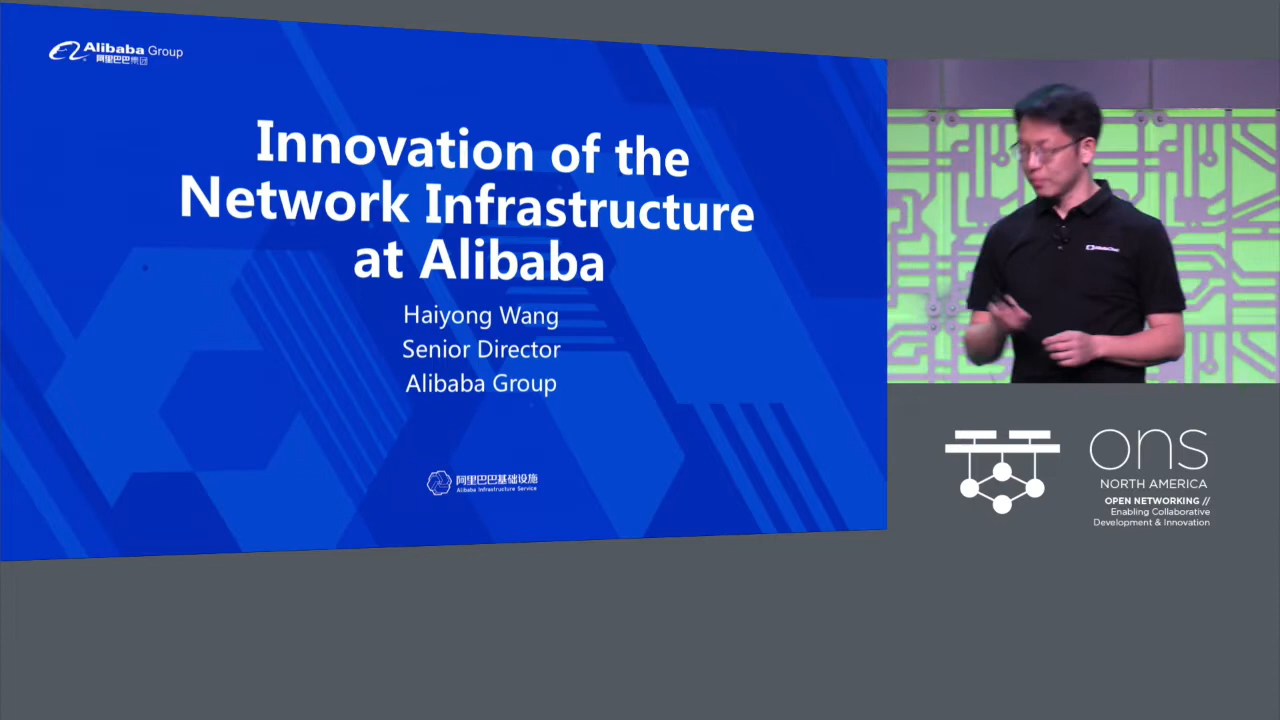 Alibaba Group
阿里巴巴集团
Innovation of the
Network Infrastructure
at Alibaba
Haiyong Wang
Senior Director
Alibaba Group
阿里巴巴基础设施
Alibaba Infrastructure Service
ons
NORTH AMERICA
OPEN NETWORKING //
Enabling Collaborative
Development & Innovation